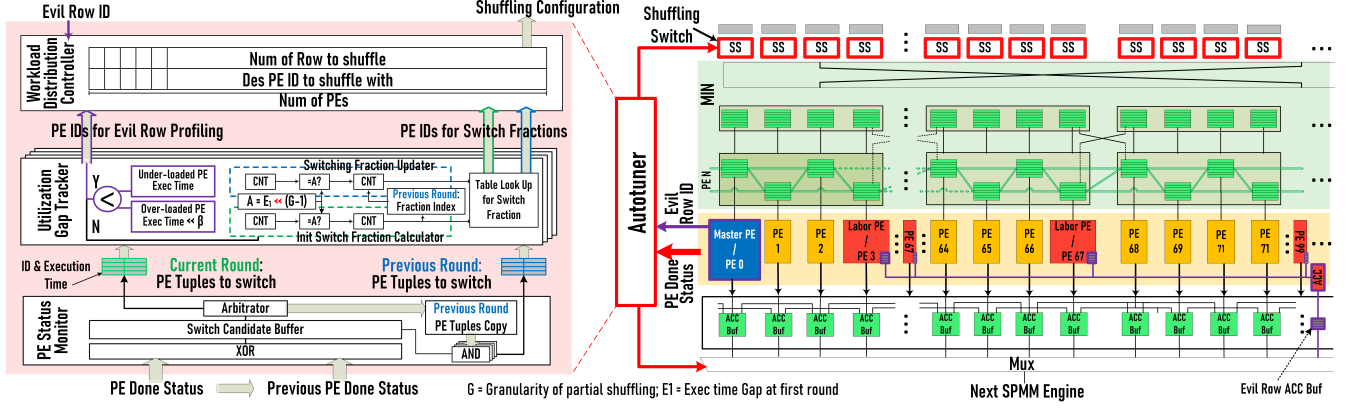 Evil Row ID
Shuffling Configuration
Workload
Distribution
Controller
Num of Row to shuffle
Des PE ID to shuffle with
Num of PEs
PE IDs for Evil Row Profiling
PE IDs for Switch Fractions
Utilization
Gap Tracker
Y
<
N
Under-loaded PE
Exec Time
Over-loaded PE
Exec Time << β
Switching Fraction Updater
CNT
=A?
CNT
A = E₁ << (G-1)
Previous Round:
Fraction Index
CNT
=A?
CNT
Init Switch Fraction Calculator
Table Look Up
for Switch
Fraction
ID & Execution
Time
Current Round:
PE Tuples to switch
Previous Round:
PE Tuples to switch
PE Status
Monitor
Arbitrator
Previous Round
PE Tuples Copy
Switch Candidate Buffer
XOR
AND
PE Done Status
Previous PE Done Status
G = Granularity of partial shuffling; E1 = Exec time Gap at first round
Autotuner
Shuffling
Switch
SS SS SS SS SS SS SS SS SS SS SS SS
MIN
PE N
Evil
Row ID
PE Done
Status
Master PE
/
PE 0
PE
1
PE
2
Labor PE
/
PE 3
PE 67
PE
64
PE
65
PE
66
Labor PE
/
PE 67
PE
68
PE
69
PE
71
PE
71
PE 66
ACC
ACC
Buf
ACC
Buf
ACC
Buf
ACC
Buf
ACC
Buf
ACC
Buf
ACC
Buf
ACC
Buf
ACC
Buf
ACC
Buf
ACC
Buf
ACC
Buf
Mux
Next SPMM Engine
Evil Row ACC Buf